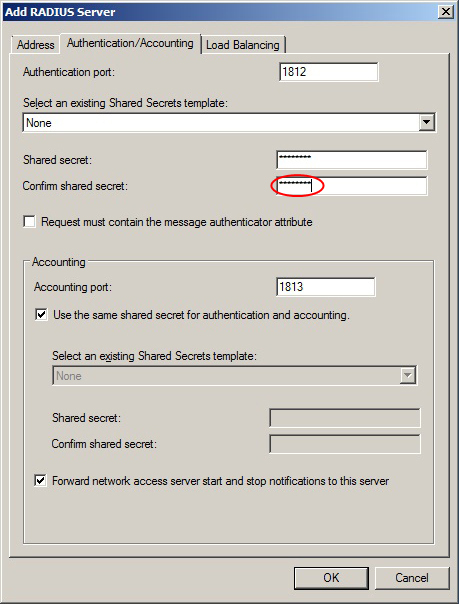 Add RADIUS Server
Address Authentication/Accounting Load Balancing
Authentication port: 1812
Select an existing Shared Secrets template:
None
Shared secret: ********
Confirm shared secret: ********
Request must contain the message authenticator attribute
Accounting
Accounting port: 1813
Use the same shared secret for authentication and accounting.
Select an existing Shared Secrets template:
None
Shared secret:
Confirm shared secret:
Forward network access server start and stop notifications to this server
OK Cancel